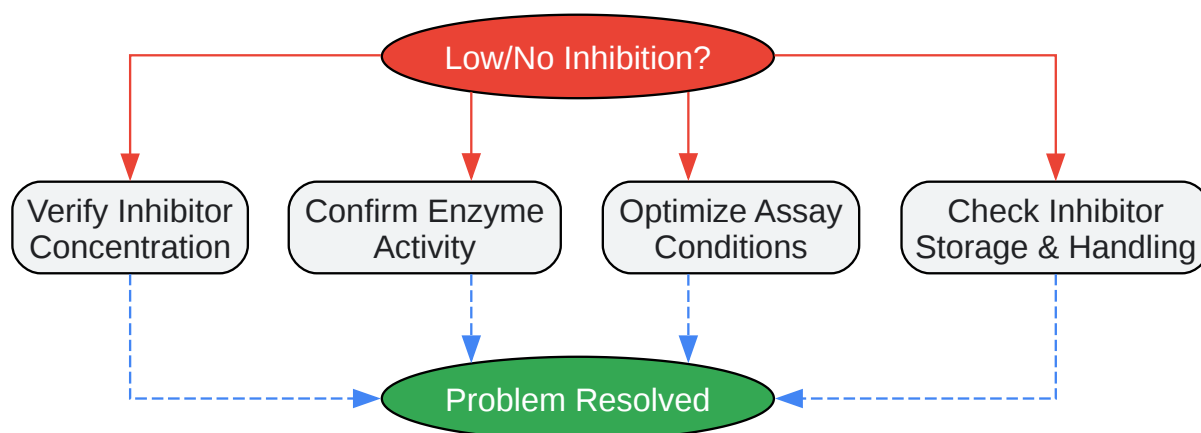 Low/No Inhibition?
Verify Inhibitor
Concentration
Confirm Enzyme
Activity
Optimize Assay
Conditions
Check Inhibitor
Storage & Handling
Problem Resolved